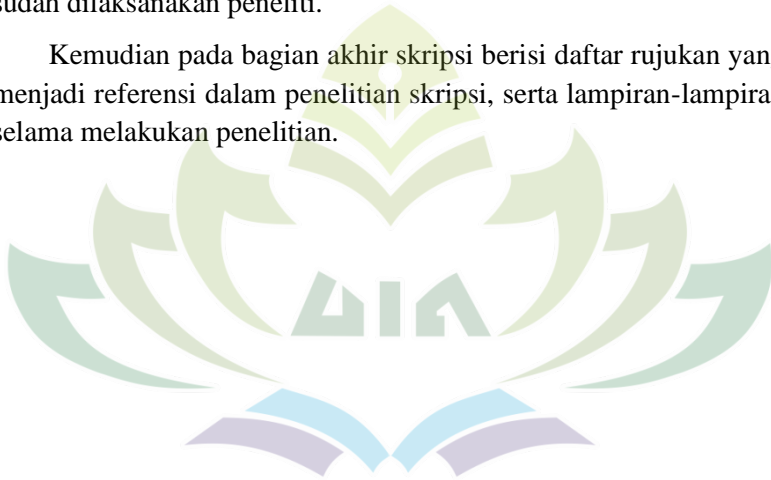 sudah dilaksanakan peneliti.
Kemudian pada bagian akhir skripsi berisi daftar rujukan yan
menjadi referensi dalam penelitian skripsi, serta lampiran-lampira
selama melakukan penelitian.
UIN